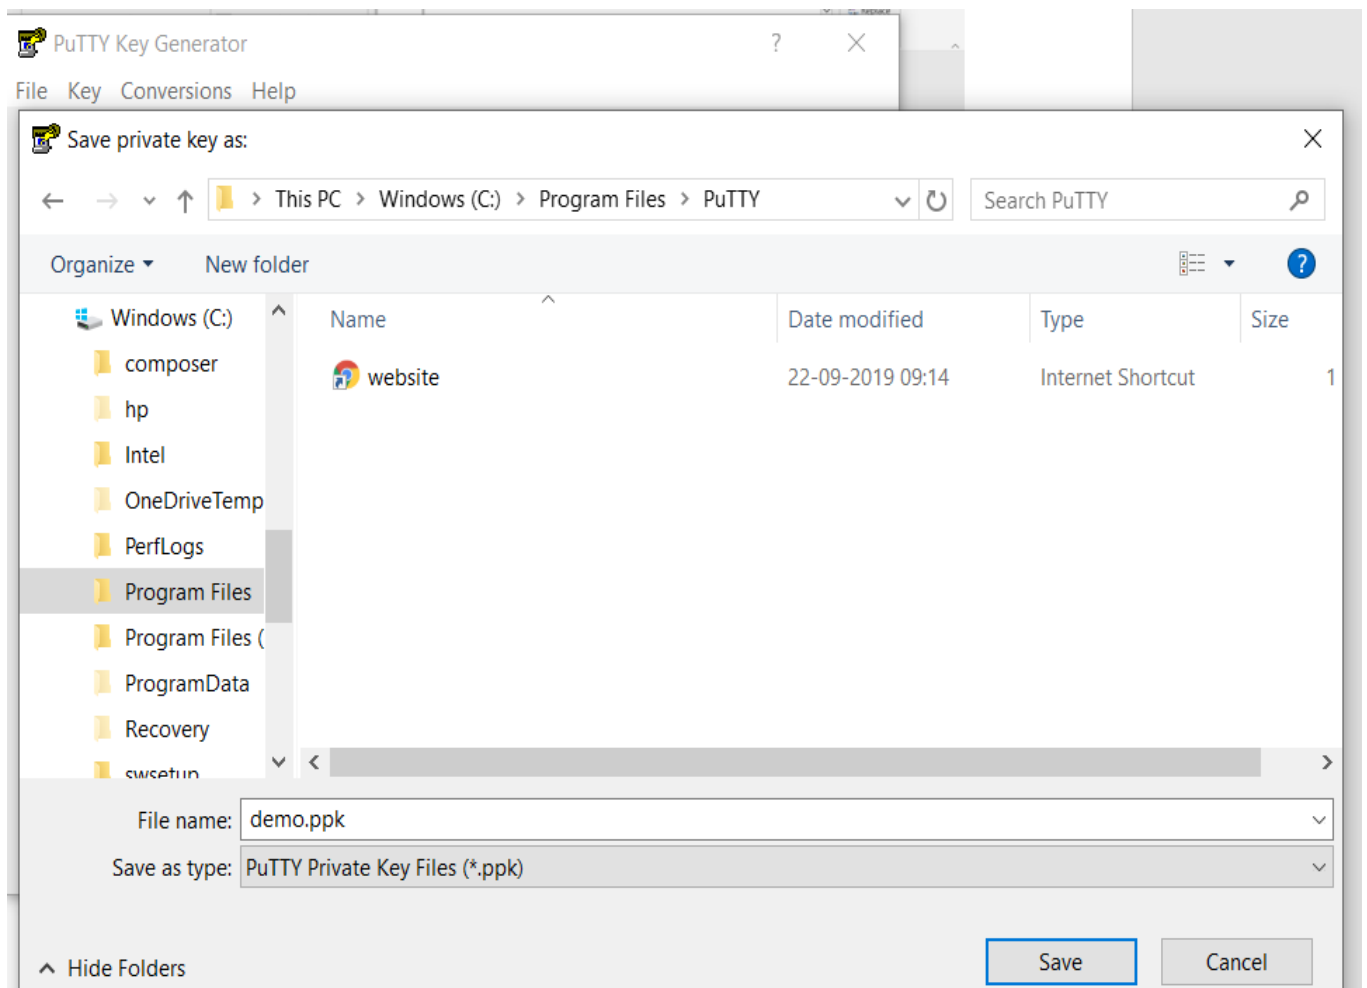 Replace
PuTTY Key Generator ?
File Key Conversions Help
Save private key as:
> This PC > Windows (C:) > Program Files > PuTTY
Search PuTTY
Organize New folder ?
Windows (C:)
composer
hp
Intel
OneDriveTemp
PerfLogs
Program Files
Program Files (
ProgramData
Recovery
swsetup
Name Date modified Type Size
website 22-09-2019 09:14 Internet Shortcut 1
File name: demo.ppk
Save as type: PuTTY Private Key Files (*.ppk)
Hide Folders Save Cancel